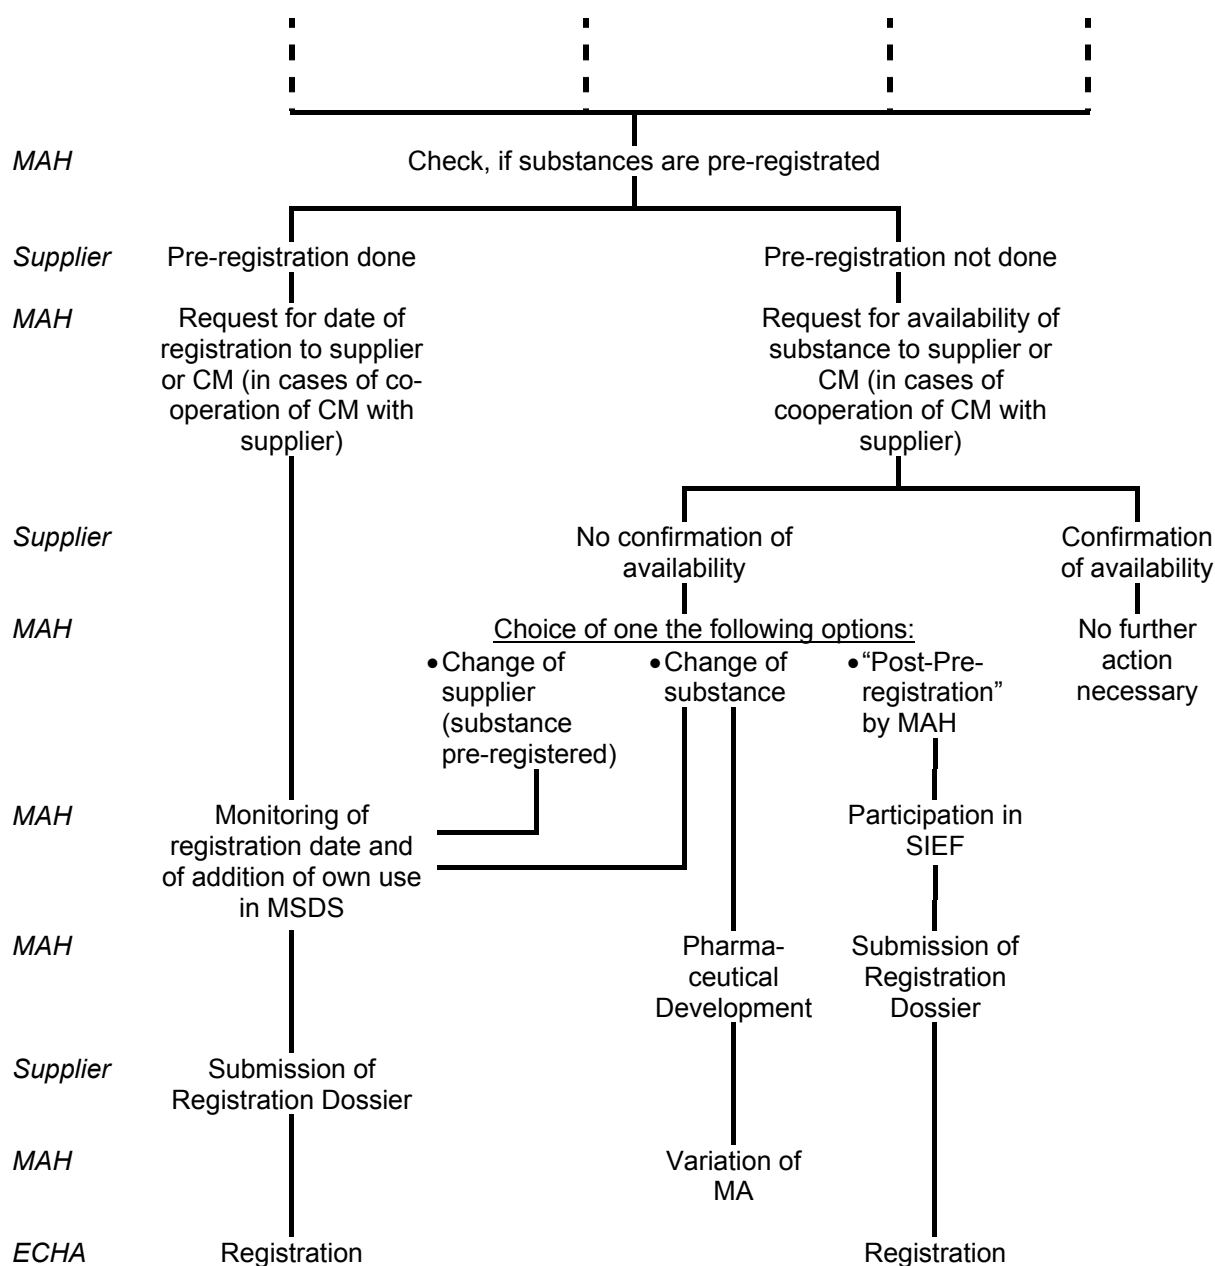 MAH
Check, if substances are pre-registrated
Supplier
Pre-registration done
Pre-registration not done
MAH
Request for date of
registration to supplier
or CM (in cases of co-
operation of CM with
supplier)
Request for availability of
substance to supplier or
CM (in cases of
cooperation of CM with
supplier)
Supplier
No confirmation of
availability
Confirmation
of availability
MAH
Choice of one the following options:
•Change of
supplier
(substance
pre-registered)
•Change of
substance
•“Post-Pre-
registration”
by MAH
No further
action
necessary
MAH
Monitoring of
registration date and
of addition of own use
in MSDS
Participation in
SIEF
MAH
Pharma-
ceutical
Development
Submission of
Registration
Dossier
Supplier
Submission of
Registration Dossier
MAH
Variation of
MA
ECHA
Registration
Registration